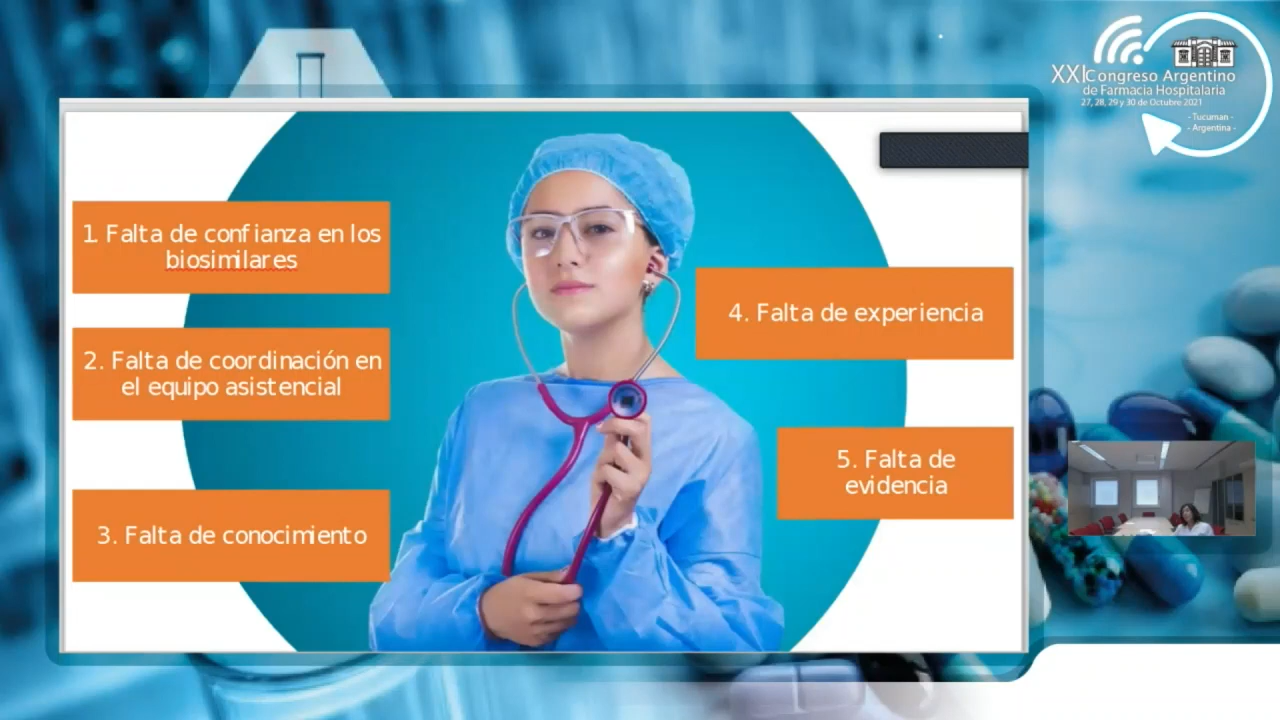 XXI Congreso Argentino
de Farmacia Hospitalaria
27, 28, 29 y 30 de Octubre 2021
- Tucuman -
- Argentina -
1. Falta de confianza en los
biosimilares
2. Falta de coordinación en
el equipo asistencial
3. Falta de conocimiento
4. Falta de experiencia
5. Falta de
evidencia